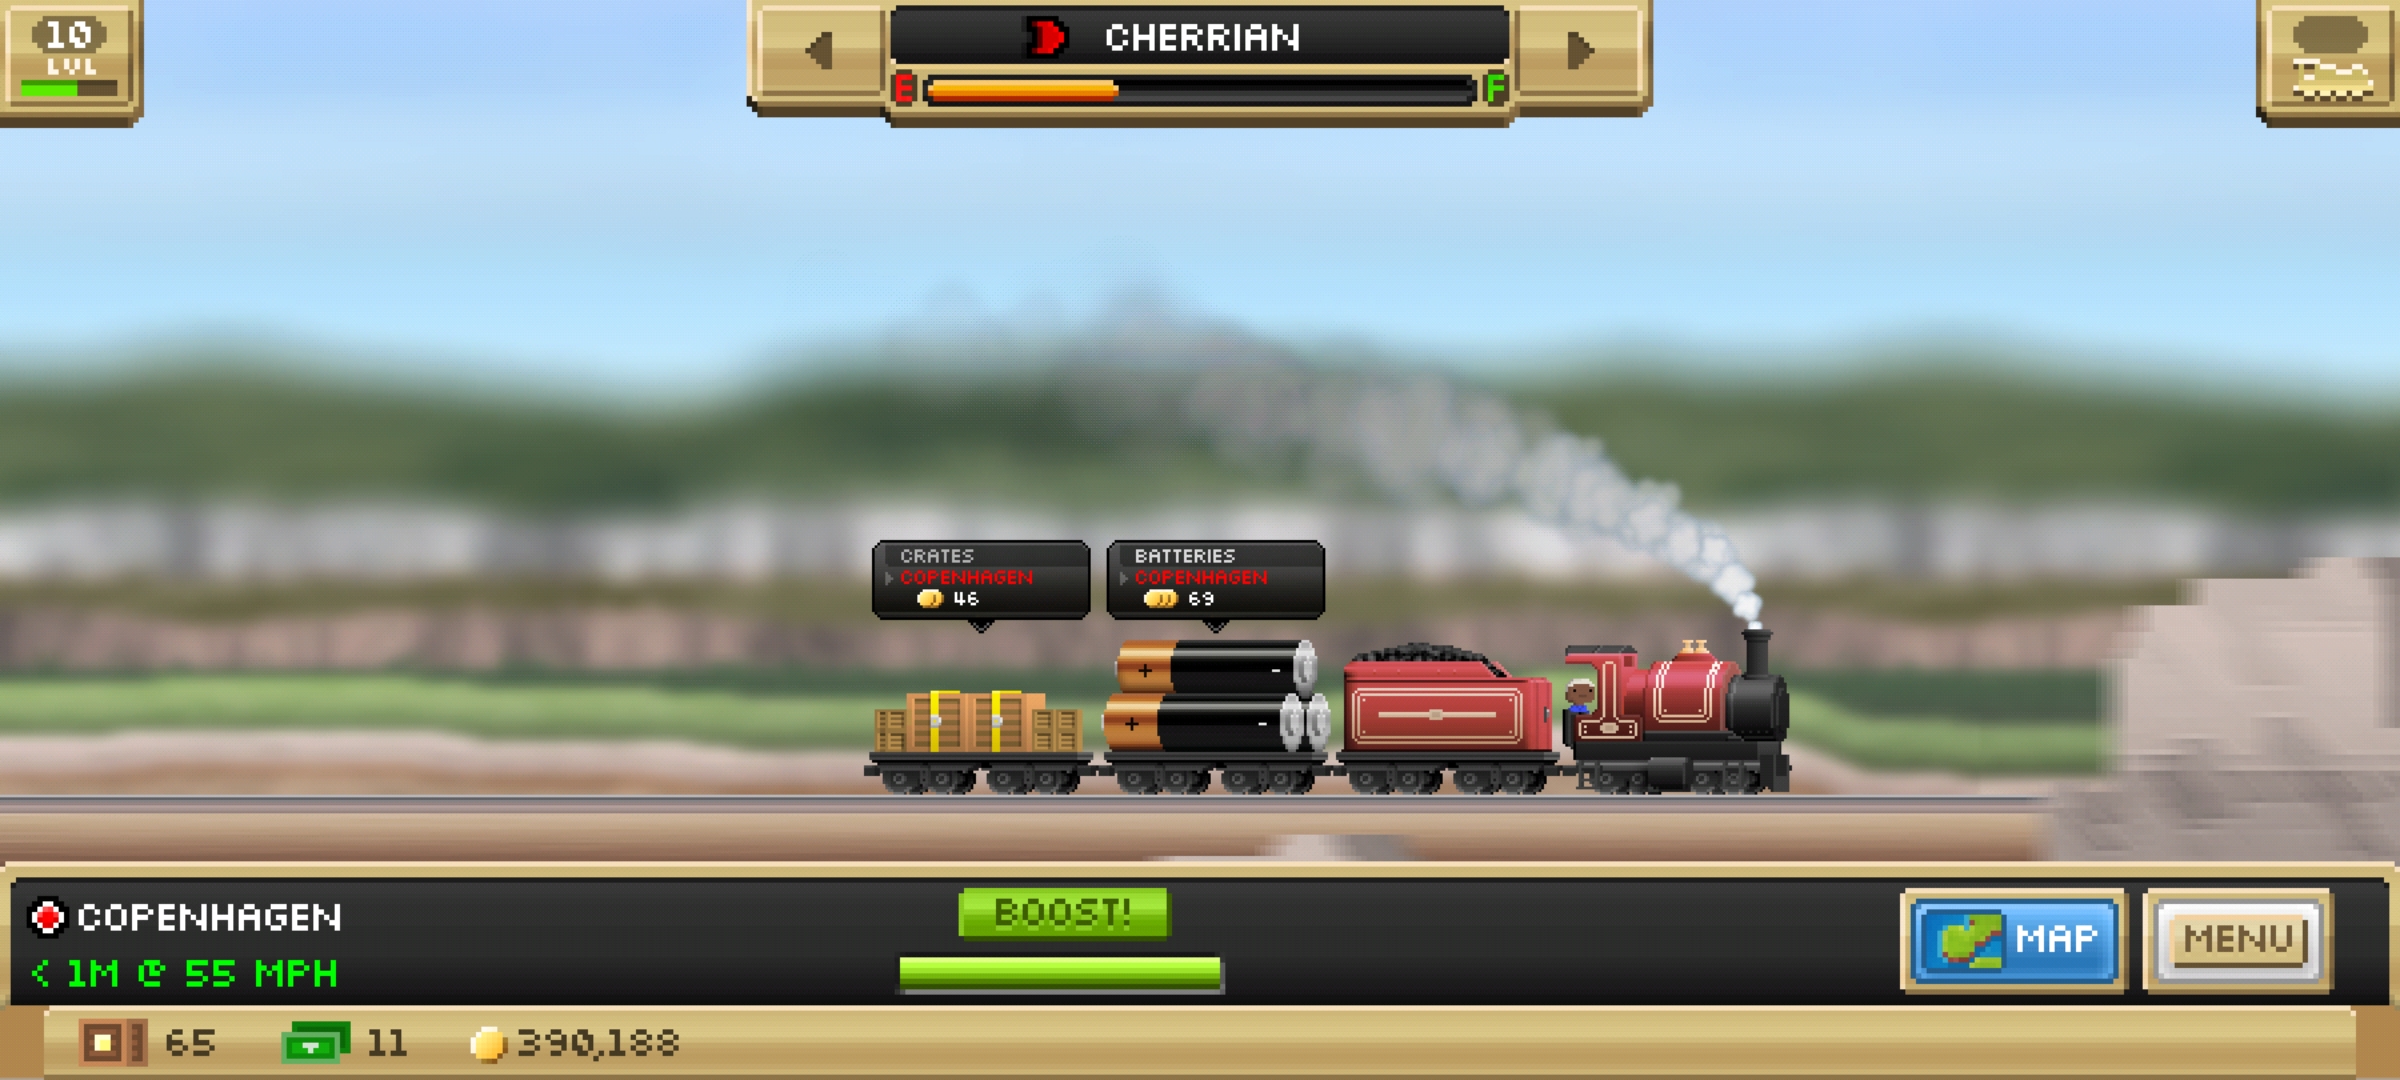 10
LVL
CHERRIAN
E
F
CRATES
COPENHAGEN
46
BATTERIES
COPENHAGEN
69
+ -
+ -
COPENHAGEN
< 1M @ 55 MPH
BOOST!
MAP
MENU
65
11
390,188